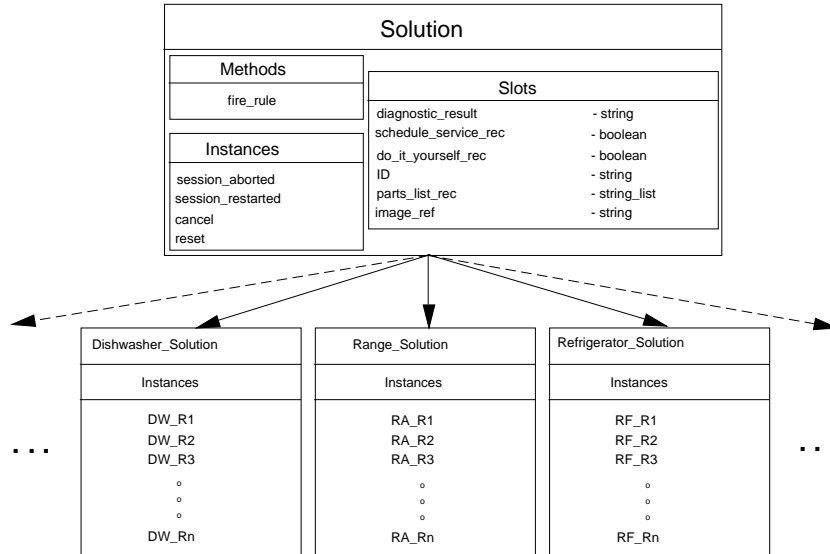 Solution
Methods
fire_rule
Instances
session_aborted
session_restarted
cancel
reset
Slots
diagnostic_result - string
schedule_service_rec - boolean
do_it_yourself_rec - boolean
ID - string
parts_list_rec - string_list
image_ref - string
Dishwasher_Solution
Instances
DW_R1
DW_R2
DW_R3
DW_Rn
Range_Solution
Instances
RA_R1
RA_R2
RA_R3
RA_Rn
Refrigerator_Solution
Instances
RF_R1
RF_R2
RF_R3
RF_Rn